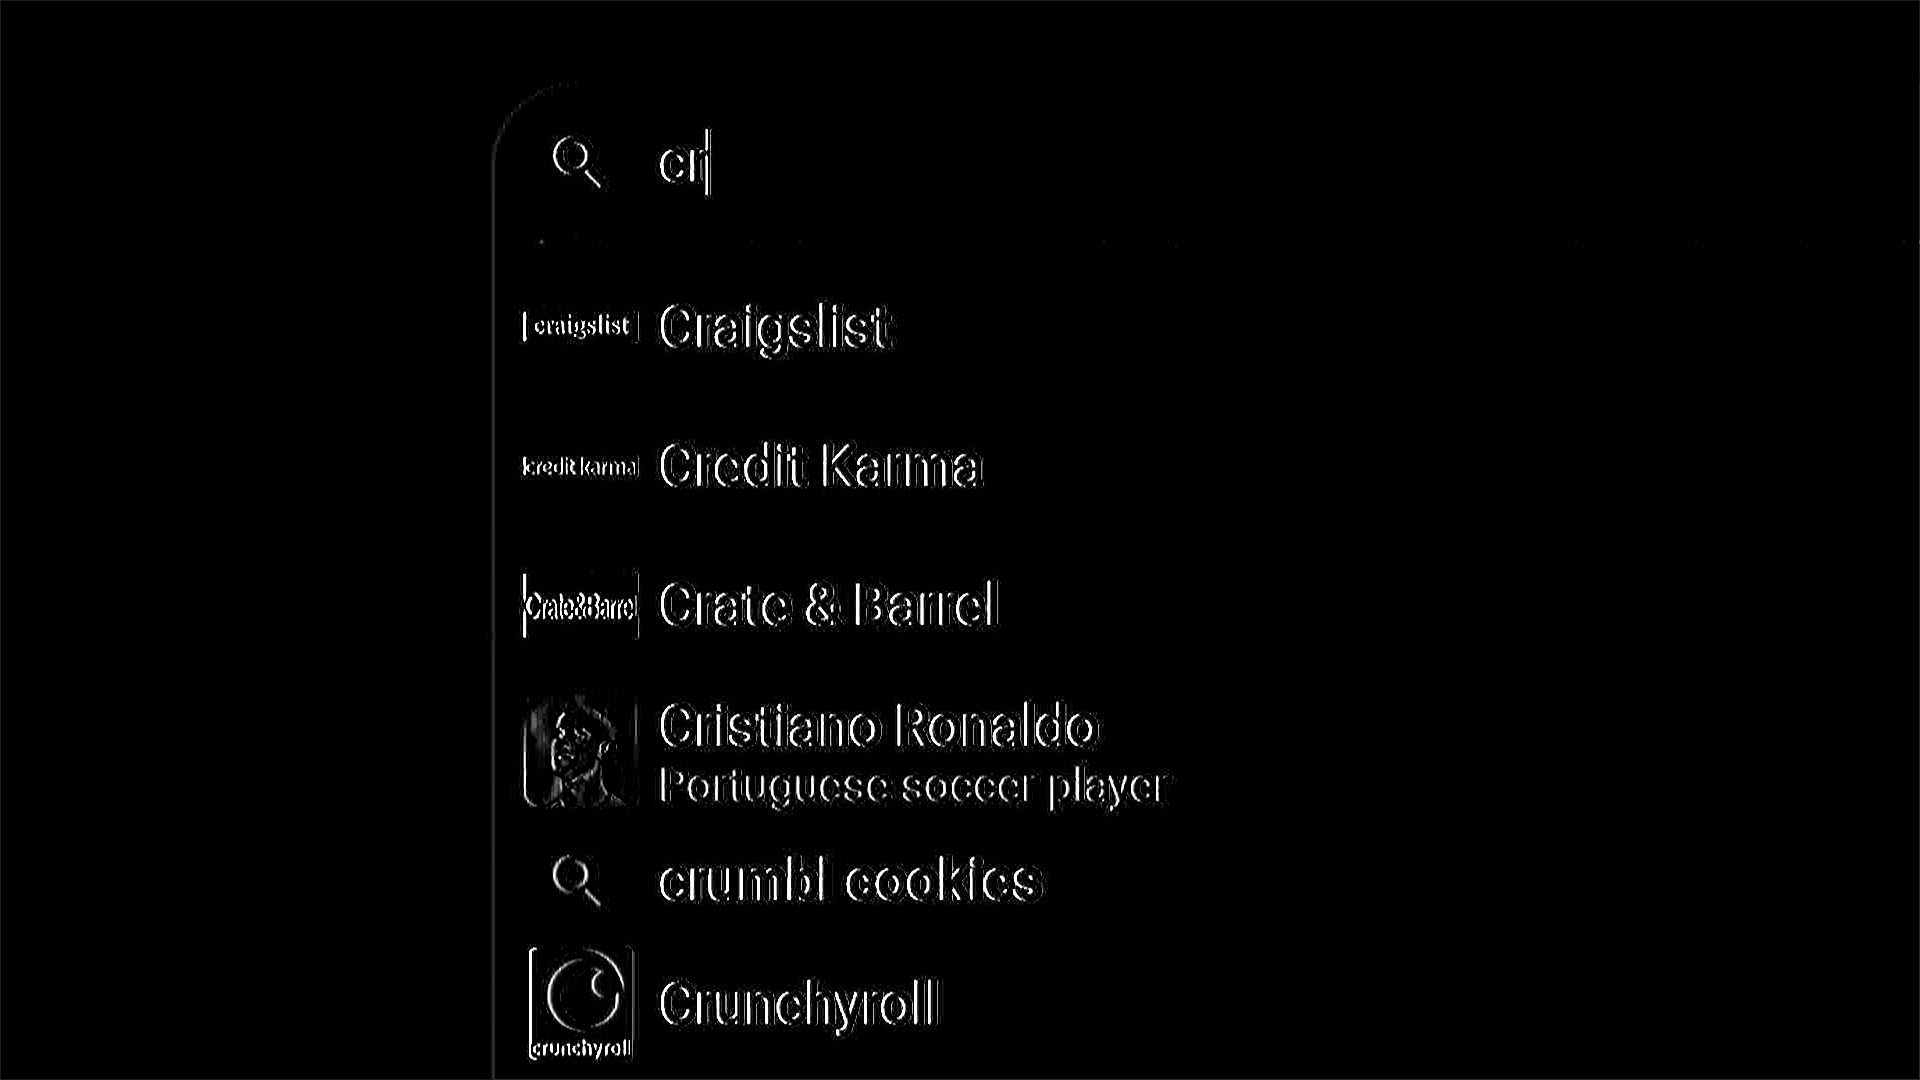 cr
craigslist Craigslist
credit karma Credit Karma
Crate&Barrel Crate & Barrel
Cristiano Ronaldo
Portuguese soccer player
crumbl cookies
Crunchyroll
crunchyroll